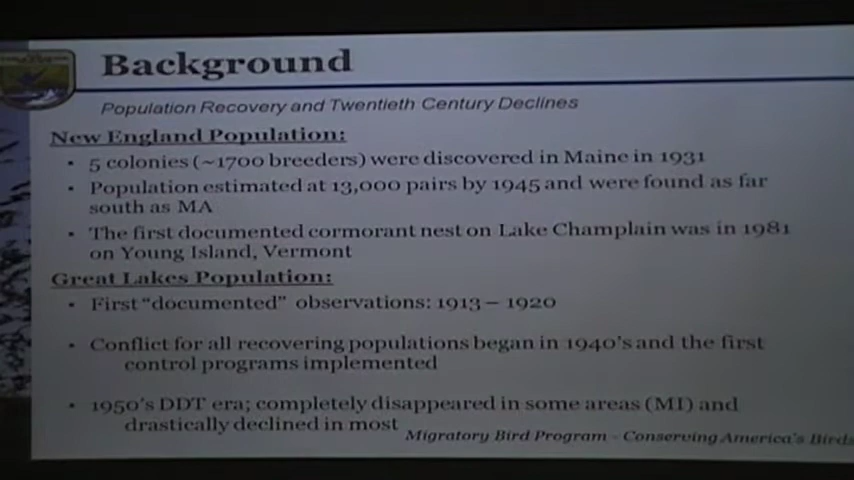 Background
Population Recovery and Twentieth Century Declines
New England Population:
• 5 colonies (~1700 breeders) were discovered in Maine in 1931
• Population estimated at 13,000 pairs by 1945 and were found as far
south as MA
• The first documented cormorant nest on Lake Champlain was in 1981
on Young Island, Vermont
Great Lakes Population:
• First “documented” observations: 1913 – 1920
• Conflict for all recovering populations began in 1940's and the first
control programs implemented
• 1950's DDT era; completely disappeared in some areas (MI) and
drastically declined in most
Migratory Bird Program - Conserving America's Birds